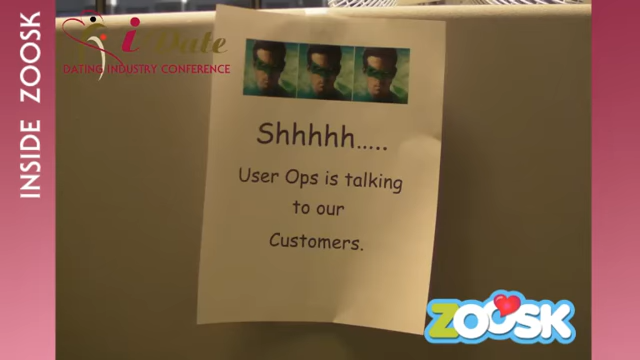 INSIDE ZOOSK
iDate
DATING INDUSTRY CONFERENCE
Shhhhh.....
User Ops is talking
to our
Customers.
ZOOSK